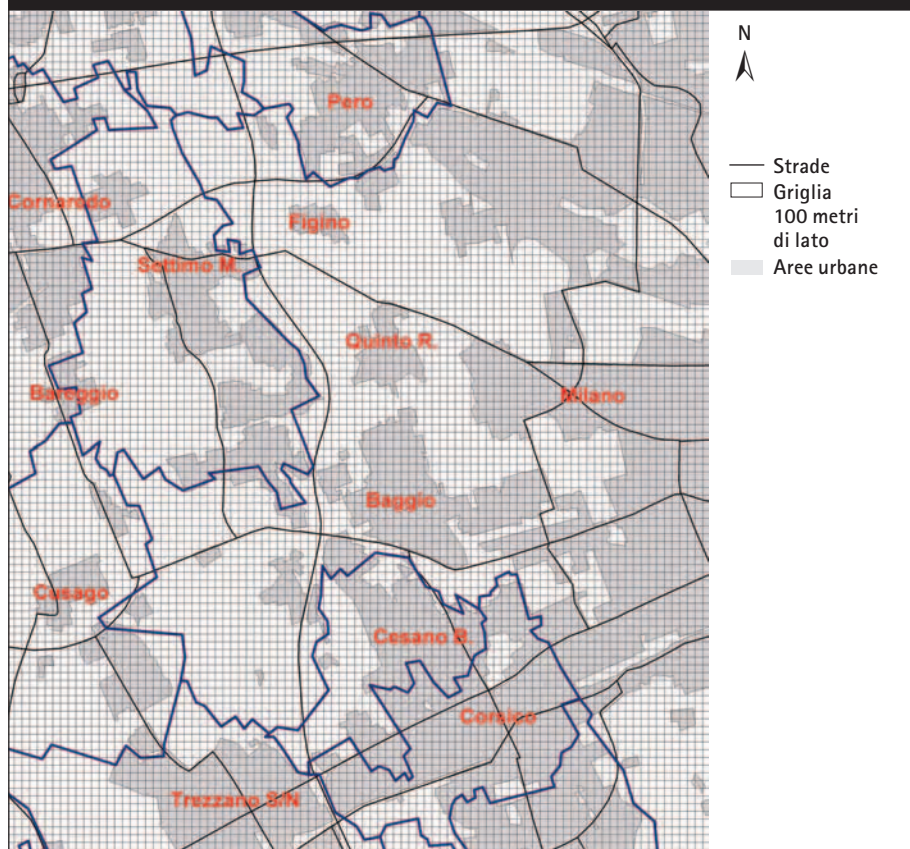 N
Pero
Cornaredo
Figino
Settimo M.
Quinto R.
Bareggio
Milano
Baggio
Cusago
Cesano B.
Corsico
Trezzano S/N
Strade
Griglia
100 metri
di lato
Aree urbane